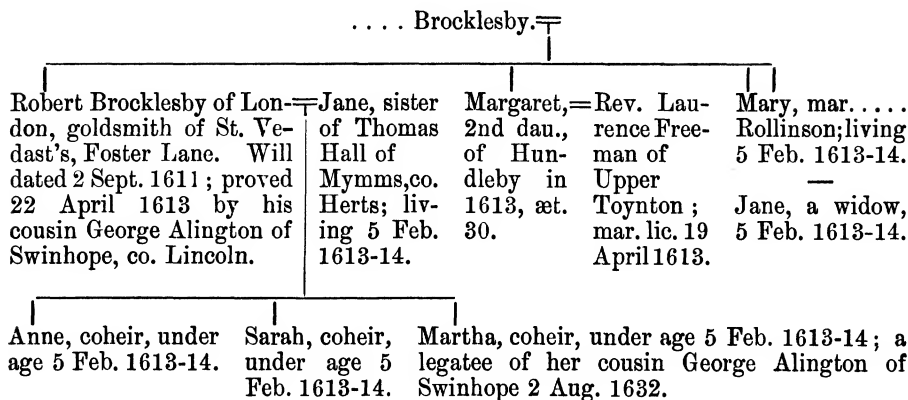 . . . . Brocklesby.=
Robert Brocklesby of Lon-
don, goldsmith of St. Ve-
dast's, Foster Lane. Will
dated 2 Sept. 1611 ; proved
22 April 1613 by his
cousin George Alington of
Swinhope, co. Lincoln.
=Jane, sister
of Thomas
Hall of
Mymms, co.
Herts; liv-
ing 5 Feb.
1613-14.
Margaret,=
2nd dau.,
of Hun-
dleby in
1613, æt.
30.
Rev. Lau-
rence Free-
man of
Upper
Toynton ;
mar. lic. 19
April 1613.
Mary, mar. . . . .
Rollinson; living
5 Feb. 1613-14.
—
Jane, a widow,
5 Feb. 1613-14.
Anne, coheir, under
age 5 Feb. 1613-14.
Sarah, coheir,
under age 5
Feb. 1613-14.
Martha, coheir, under age 5 Feb. 1613-14 ; a
legatee of her cousin George Alington of
Swinhope 2 Aug. 1632.